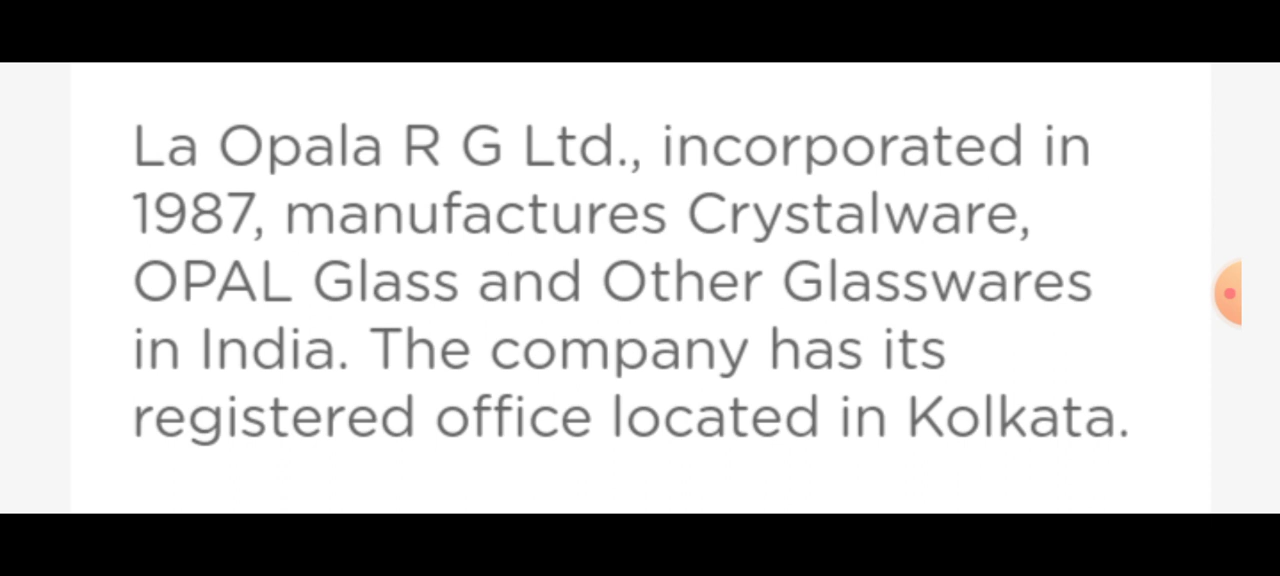 La Opala R G Ltd., incorporated in
1987, manufactures Crystalware,
OPAL Glass and Other Glasswares
in India. The company has its
registered office located in Kolkata.